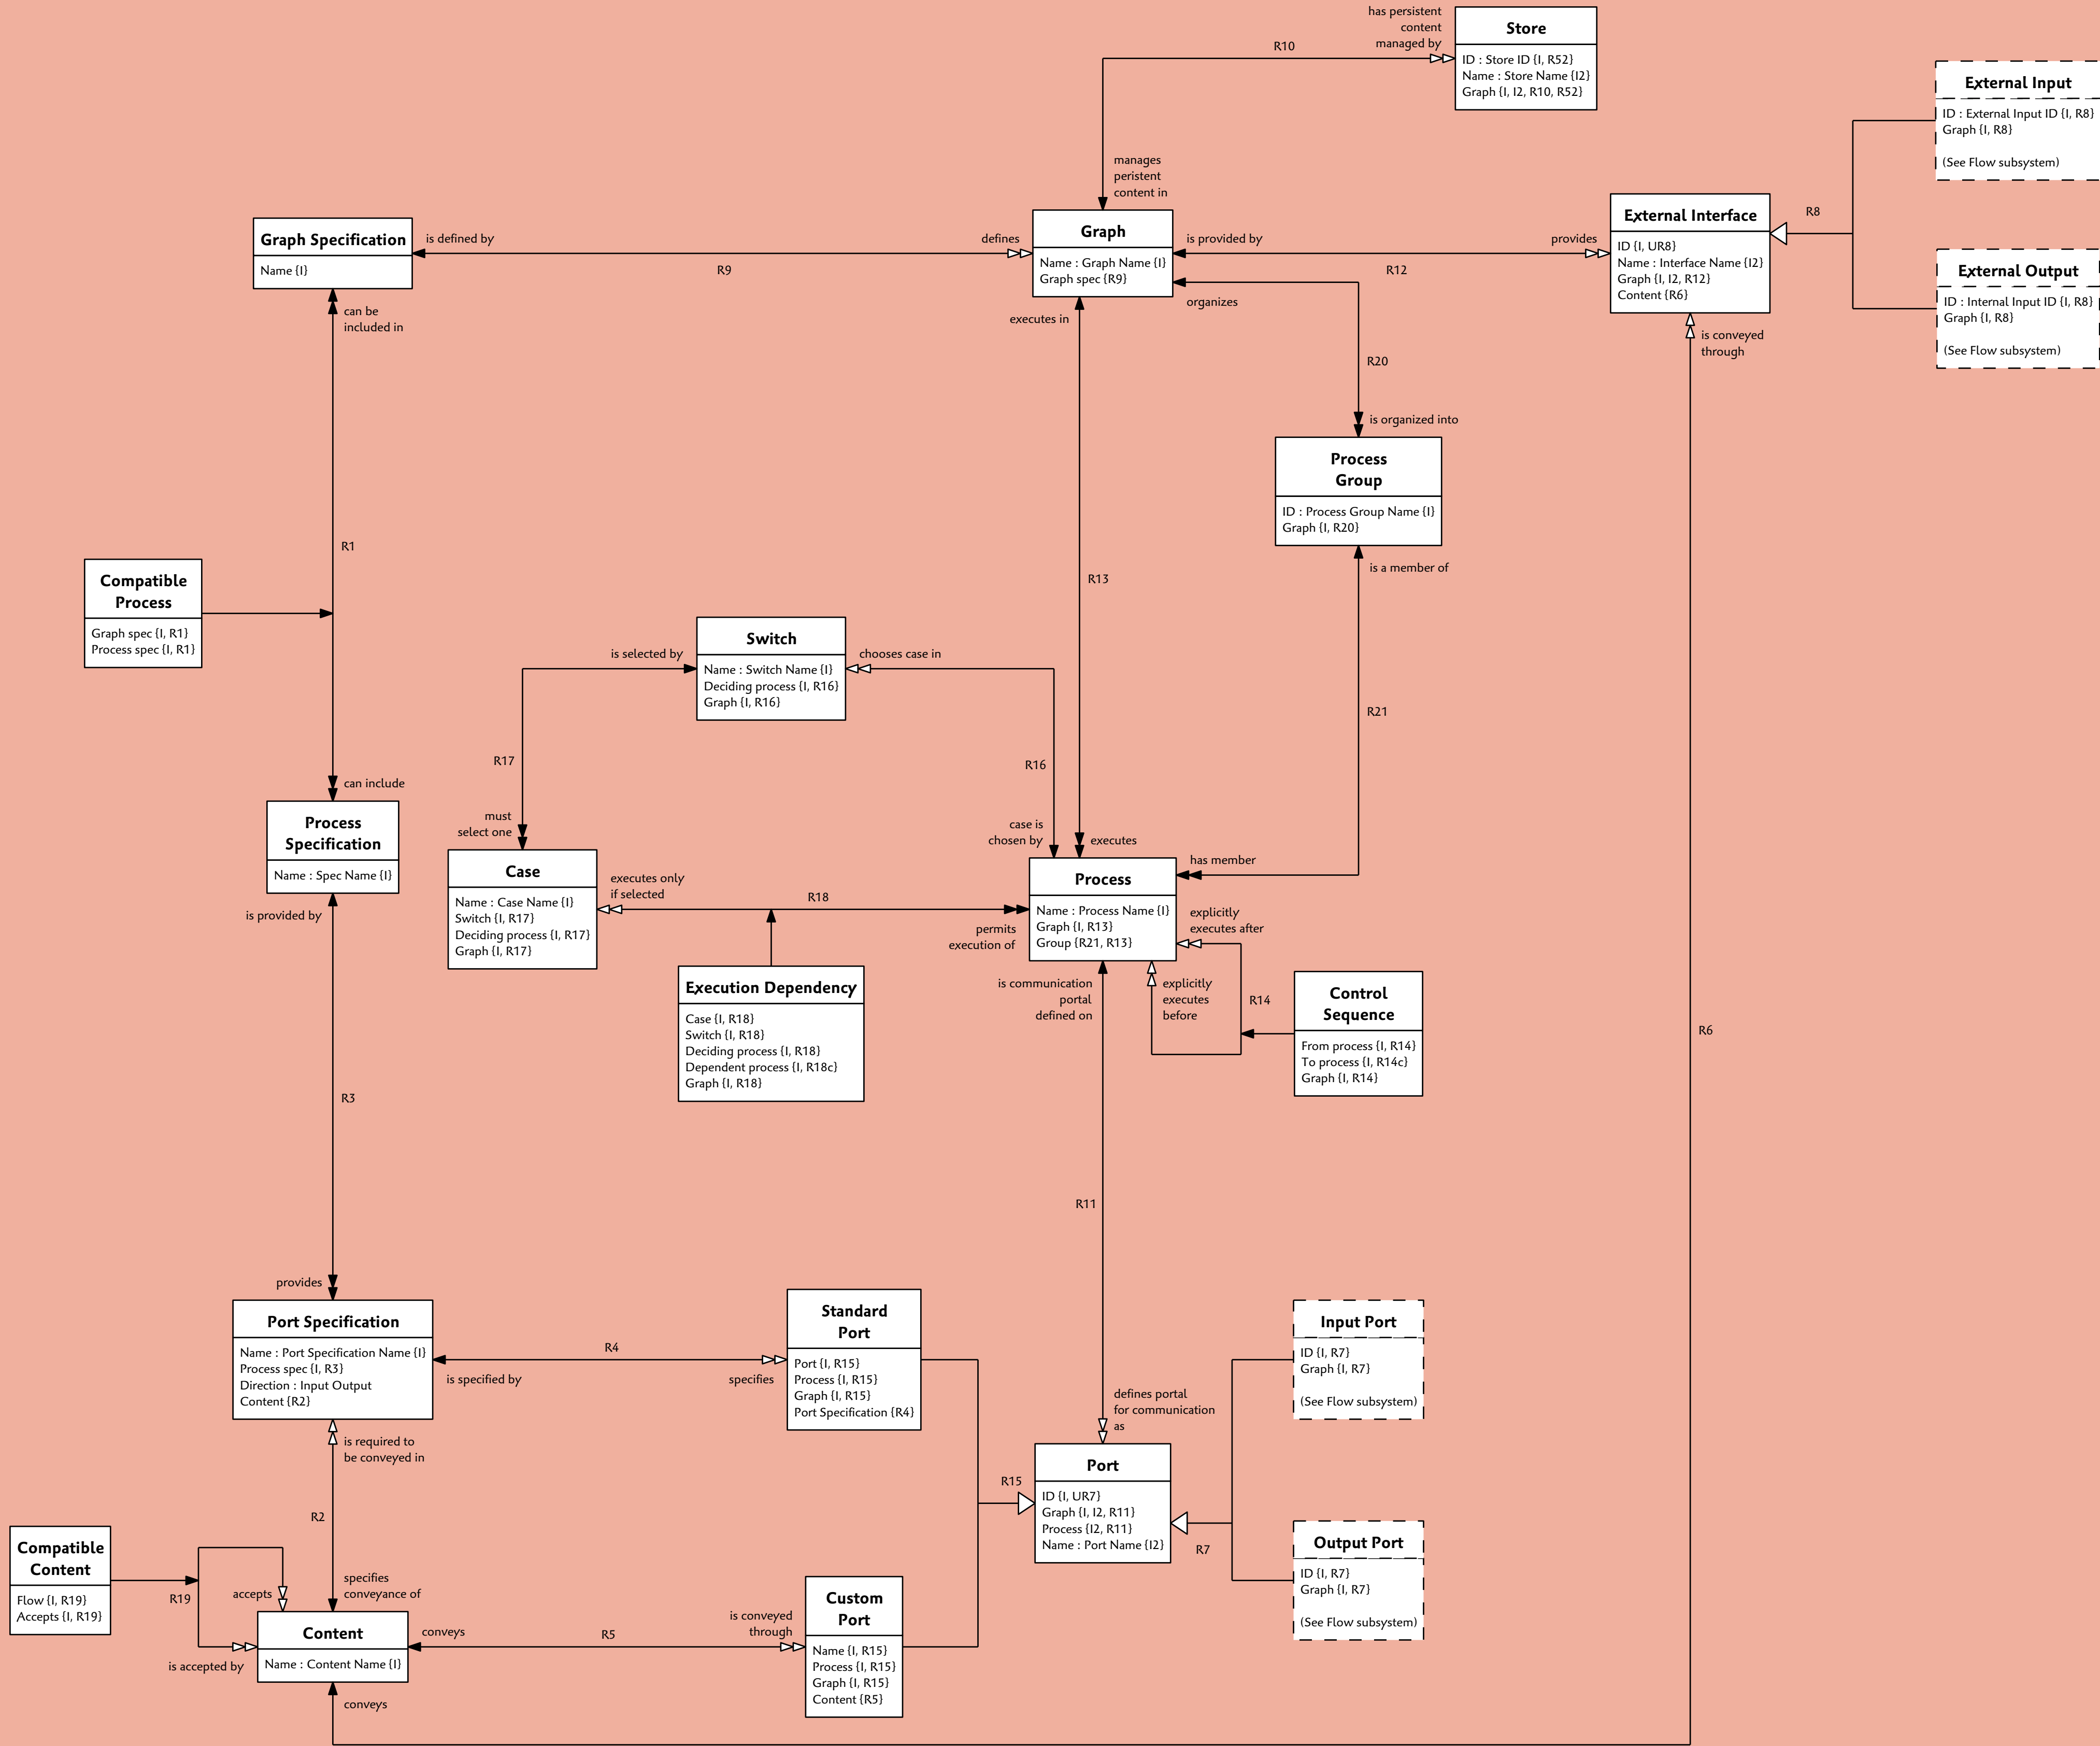 has persistent
content
managed by
R10
Store
ID : Store ID {I, R52}
Name : Store Name {I2}
Graph {I, I2, R10, R52}
External Input
ID : External Input ID {I, R8}
Graph {I, R8}
(See Flow subsystem)
manages
peristent
content in
Graph Specification
Name {I}
is defined by
R9
defines
Graph
Name : Graph Name {I}
Graph spec {R9}
is provided by
R12
provides
External Interface
ID {I, UR8}
Name : Interface Name {I2}
Graph {I, I2, R12}
Content {R6}
R8
External Output
ID : Internal Input ID {I, R8}
Graph {I, R8}
(See Flow subsystem)
can be
included in
executes in
organizes
is conveyed
through
R20
is organized into
Process
Group
ID : Process Group Name {I}
Graph {I, R20}
is a member of
R1
R13
Compatible
Process
Graph spec {I, R1}
Process spec {I, R1}
is selected by
Switch
Name : Switch Name {I}
Deciding process {I, R16}
Graph {I, R16}
chooses case in
R21
R17
R16
can include
Process
Specification
Name : Spec Name {I}
is provided by
must
select one
case is
chosen by
executes
has member
Case
Name : Case Name {I}
Switch {I, R17}
Deciding process {I, R17}
Graph {I, R17}
executes only
if selected
R18
permits
execution of
Process
Name : Process Name {I}
Graph {I, R13}
Group {R21, R13}
explicitly
executes after
Execution Dependency
Case {I, R18}
Switch {I, R18}
Deciding process {I, R18}
Dependent process {I, R18c}
Graph {I, R18}
is communication
portal
defined on
explicitly
executes
before
R14
Control
Sequence
From process {I, R14}
To process {I, R14c}
Graph {I, R14}
R6
R3
R11
provides
Port Specification
Name : Port Specification Name {I}
Process spec {I, R3}
Direction : Input Output
Content {R2}
R4
is specified by
specifies
Standard
Port
Port {I, R15}
Process {I, R15}
Graph {I, R15}
Port Specification {R4}
Input Port
ID {I, R7}
Graph {I, R7}
(See Flow subsystem)
defines portal
for communication
as
is required to
be conveyed in
R15
Port
ID {I, UR7}
Graph {I, I2, R11}
Process {I2, R11}
Name : Port Name {I2}
R7
Output Port
ID {I, R7}
Graph {I, R7}
(See Flow subsystem)
R2
Compatible
Content
Flow {I, R19}
Accepts {I, R19}
R19
accepts
specifies
conveyance of
is accepted by
Content
Name : Content Name {I}
conveys
R5
is conveyed
through
Custom
Port
Name {I, R15}
Process {I, R15}
Graph {I, R15}
Content {R5}
conveys